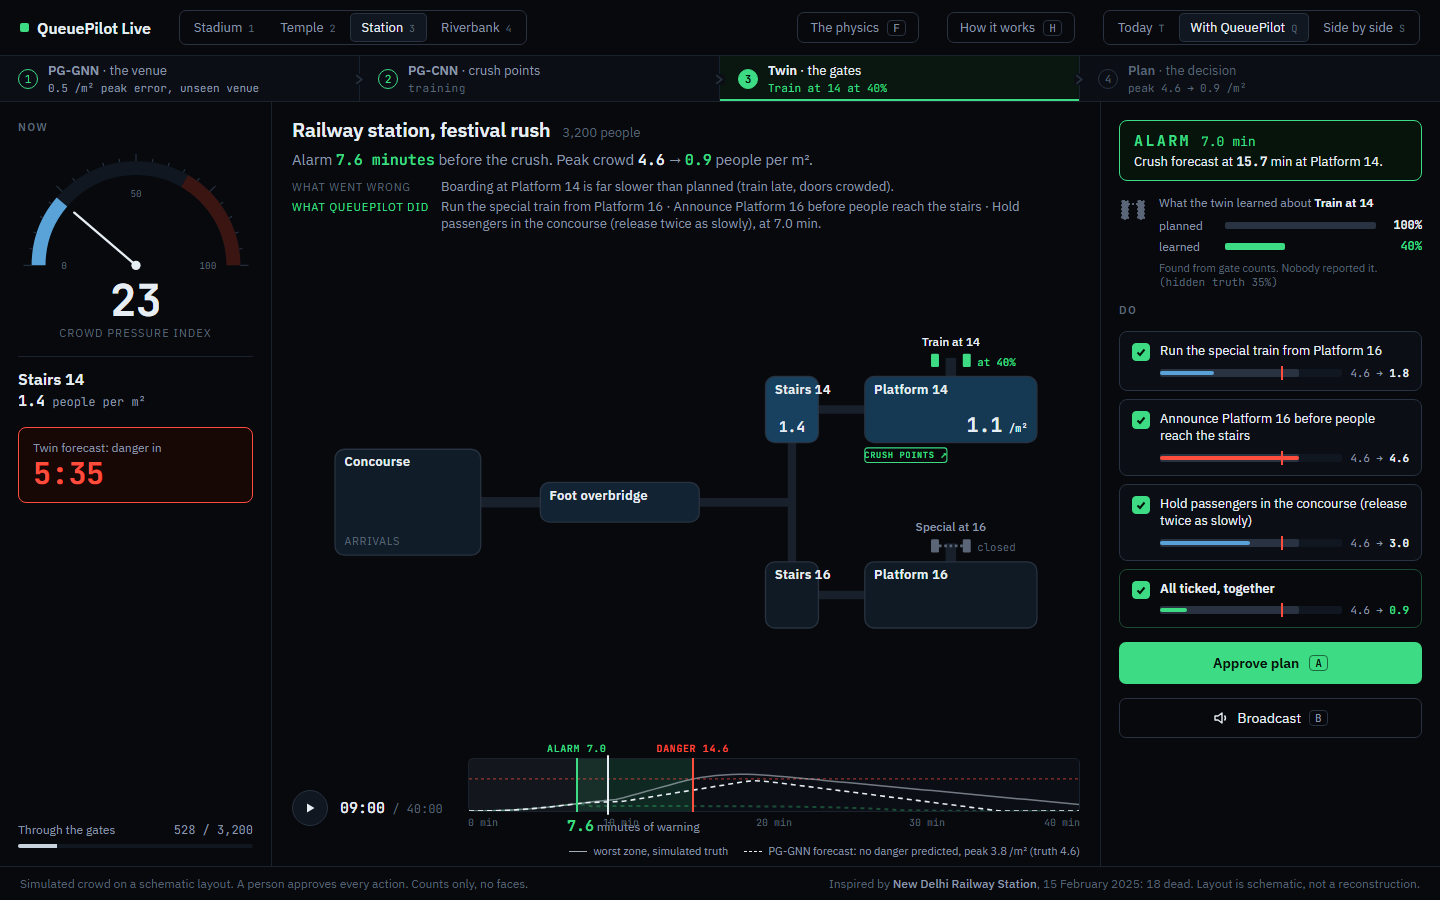 QueuePilot Live
Stadium 1
Temple 2
Station 3
Riverbank 4
The physics F
How it works H
Today T
With QueuePilot Q
Side by side S
1
PG-GNN · the venue
0.5 /m² peak error, unseen venue
2
PG-CNN · crush points
training
3
Twin · the gates
Train at 14 at 40%
4
Plan · the decision
peak 4.6 → 0.9 /m²
NOW
50
0
100
23
CROWD PRESSURE INDEX
Stairs 14
1.4 people per m²
Twin forecast: danger in
5:35
Through the gates 528 / 3,200
Railway station, festival rush 3,200 people
Alarm 7.6 minutes before the crush. Peak crowd 4.6 → 0.9 people per m².
WHAT WENT WRONG Boarding at Platform 14 is far slower than planned (train late, doors crowded).
WHAT QUEUEPILOT DID Run the special train from Platform 16 · Announce Platform 16 before people reach the stairs · Hold
passengers in the concourse (release twice as slowly), at 7.0 min.
Train at 14
at 40%
Stairs 14
1.4
Platform 14
1.1 /m²
CRUSH POINTS ↗
Concourse
ARRIVALS
Foot overbridge
Special at 16
closed
Stairs 16
Platform 16
ALARM 7.0
DANGER 14.6
09:00 / 40:00
0 min
10 min
20 min
30 min
40 min
7.6 minutes of warning
worst zone, simulated truth
PG-GNN forecast: no danger predicted, peak 3.8 /m² (truth 4.6)
ALARM 7.0 min
Crush forecast at 15.7 min at Platform 14.
What the twin learned about Train at 14
planned 100%
learned 40%
Found from gate counts. Nobody reported it.
(hidden truth 35%)
DO
Run the special train from Platform 16
4.6 → 1.8
Announce Platform 16 before people
reach the stairs
4.6 → 4.6
Hold passengers in the concourse (release
twice as slowly)
4.6 → 3.0
All ticked, together
4.6 → 0.9
Approve plan A
Broadcast B
Simulated crowd on a schematic layout. A person approves every action. Counts only, no faces.
Inspired by New Delhi Railway Station, 15 February 2025: 18 dead. Layout is schematic, not a reconstruction.